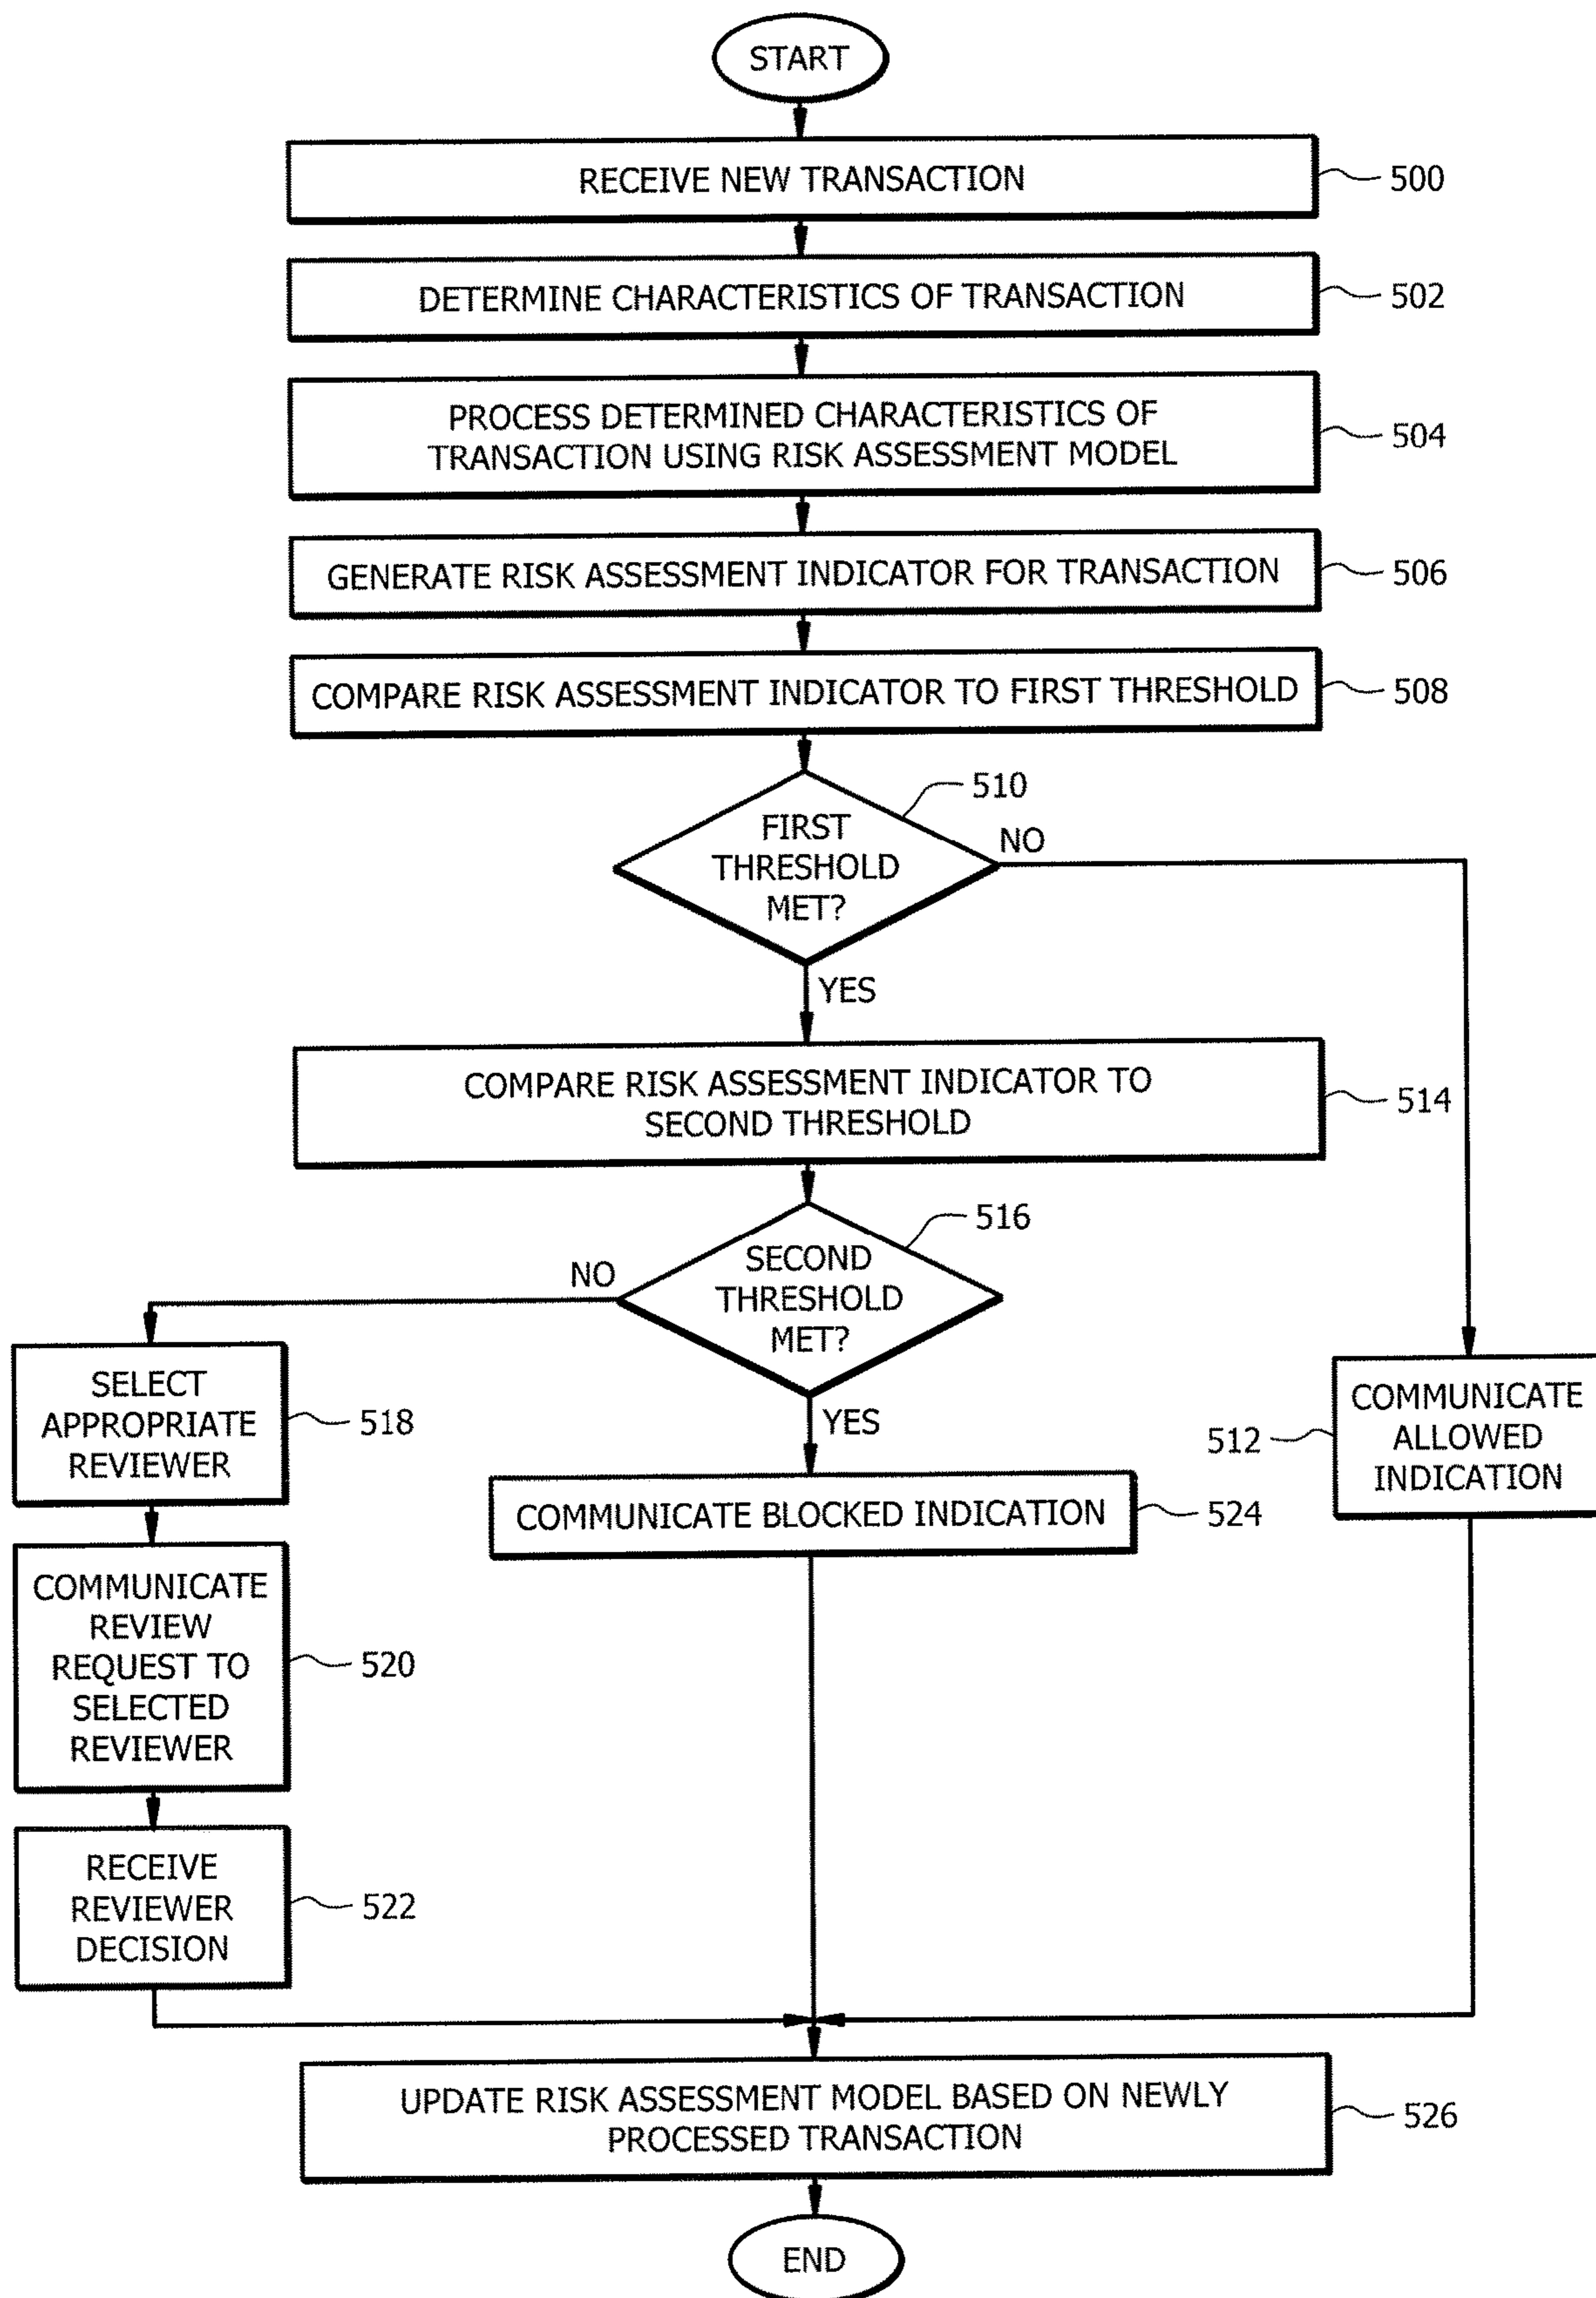 START
RECEIVE NEW TRANSACTION
500
DETERMINE CHARACTERISTICS OF TRANSACTION
502
PROCESS DETERMINED CHARACTERISTICS OF
TRANSACTION USING RISK ASSESSMENT MODEL
504
GENERATE RISK ASSESSMENT INDICATOR FOR TRANSACTION
506
COMPARE RISK ASSESSMENT INDICATOR TO FIRST THRESHOLD
508
510
FIRST
THRESHOLD
MET?
NO
YES
COMPARE RISK ASSESSMENT INDICATOR TO
SECOND THRESHOLD
514
516
SECOND
THRESHOLD
MET?
NO
YES
SELECT
APPROPRIATE
REVIEWER
518
COMMUNICATE BLOCKED INDICATION
524
512
COMMUNICATE
ALLOWED
INDICATION
COMMUNICATE
REVIEW
REQUEST TO
SELECTED
REVIEWER
520
RECEIVE
REVIEWER
DECISION
522
UPDATE RISK ASSESSMENT MODEL BASED ON NEWLY
PROCESSED TRANSACTION
526
END